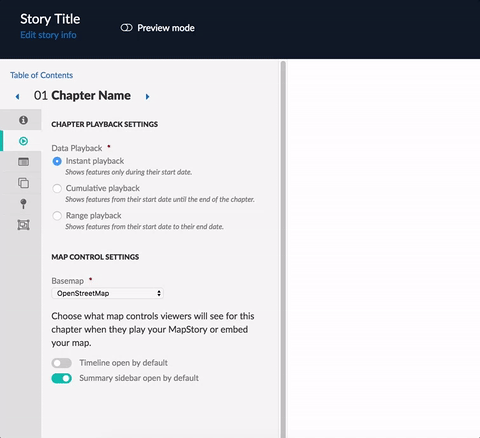 Story Title
Edit story info
Preview mode
Table of Contents
01 Chapter Name
CHAPTER PLAYBACK SETTINGS
Data Playback *
Instant playback
Shows features only during their start date.
Cumulative playback
Shows features from their start date until the end of the chapter.
Range playback
Shows features from their start date to their end date.
MAP CONTROL SETTINGS
Basemap *
OpenStreetMap
Choose what map controls viewers will see for this
chapter when they play your MapStory or embed
your map.
Timeline open by default
Summary sidebar open by default